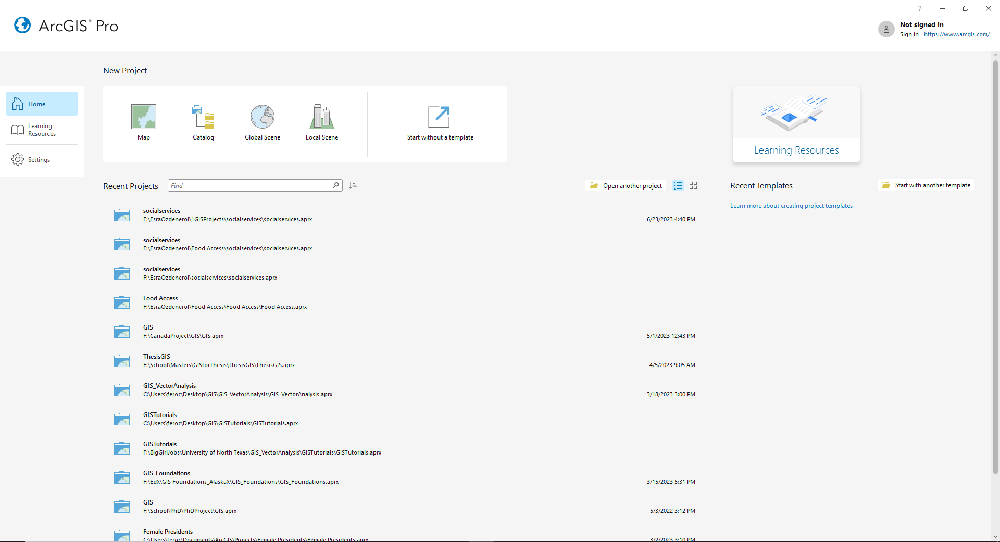 ?
ArcGIS® Pro
Not signed in
Sign in https://www.arcgis.com/
New Project
Home
Learning
Resources
Settings
Map
Catalog
Global Scene
Local Scene
Start without a template
Learning Resources
Recent Projects
Find
Open another project
Recent Templates
Start with another template
Learn more about creating project templates
socialservices
F:\EsraOzdenerol\1GISProjects\socialservices\socialservices.aprx 6/23/2023 4:40 PM
socialservices
F:\EsraOzdenerol\Food Access\socialservices\socialservices.aprx
socialservices
F:\EsraOzdenerol\socialservices\socialservices.aprx
Food Access
F:\EsraOzdenerol\Food Access\Food Access\Food Access.aprx
GIS
F:\CanadaProject\GIS\GIS.aprx 5/1/2023 12:43 PM
ThesisGIS
F:\School\Masters\GISforThesis\ThesisGIS\ThesisGIS.aprx 4/5/2023 9:05 AM
GIS_VectorAnalysis
C:\Users\feroc\Desktop\GIS\GIS_VectorAnalysis\GIS_VectorAnalysis.aprx 3/18/2023 3:00 PM
GISTutorials
C:\Users\feroc\Desktop\GIS\GISTutorials\GISTutorials.aprx
GISTutorials
F:\BigGirlJobs\University of North Texas\GIS_VectorAnalysis\GISTutorials\GISTutorials.aprx
GIS_Foundations
F:\EdX\GIS Foundations_AlaskaX\GIS_Foundations\GIS_Foundations.aprx 3/15/2023 5:31 PM
GIS
F:\School\PhD\PhDProject\GIS.aprx 5/3/2022 3:12 PM
Female Presidents
C:\Users\feroc\Documents\ArcGIS\Projects\Female Presidents\Female Presidents.aprx 3/2/2023 3:10 PM